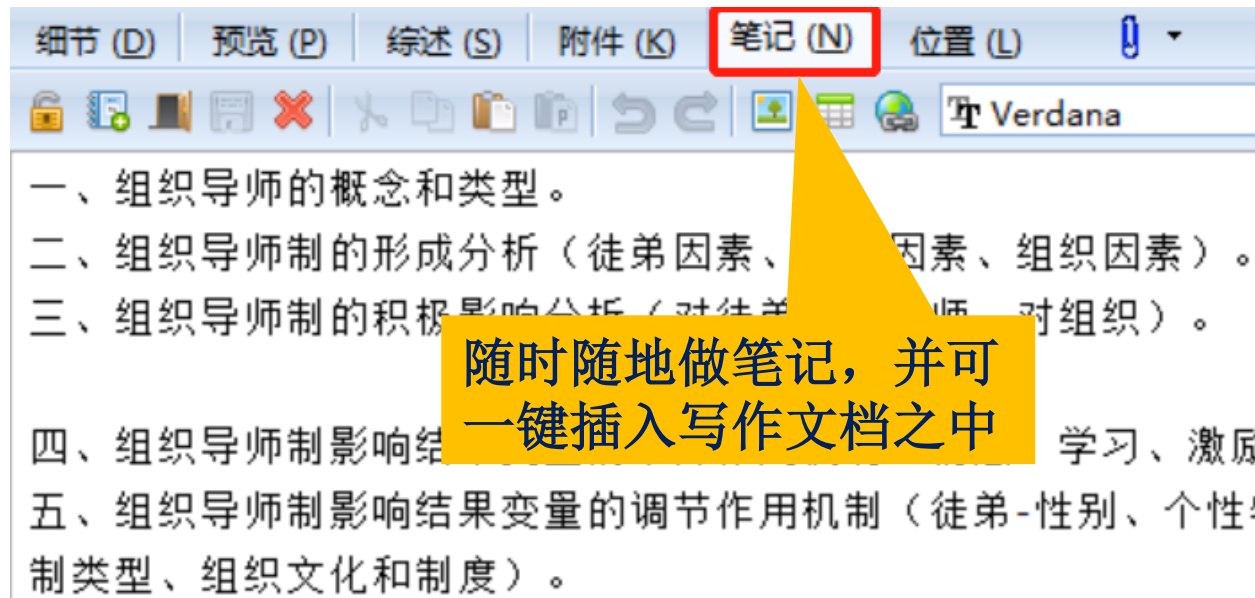 细节 (D) 预览 (P) 综述 (S) 附件 (K) 笔记 (N) 位置 (L)
Verdana
一、组织导师的概念和类型。
二、组织导师制的形成分析（徒弟因素、 因素、组织因素）。
三、组织导师制的积极影响分析（对徒弟 师、对组织）。
随时随地做笔记，并可
一键插入写作文档之中
四、组织导师制影响结 学习、激励
五、组织导师制影响结果变量的调节作用机制（徒弟-性别、个性
制类型、组织文化和制度）。